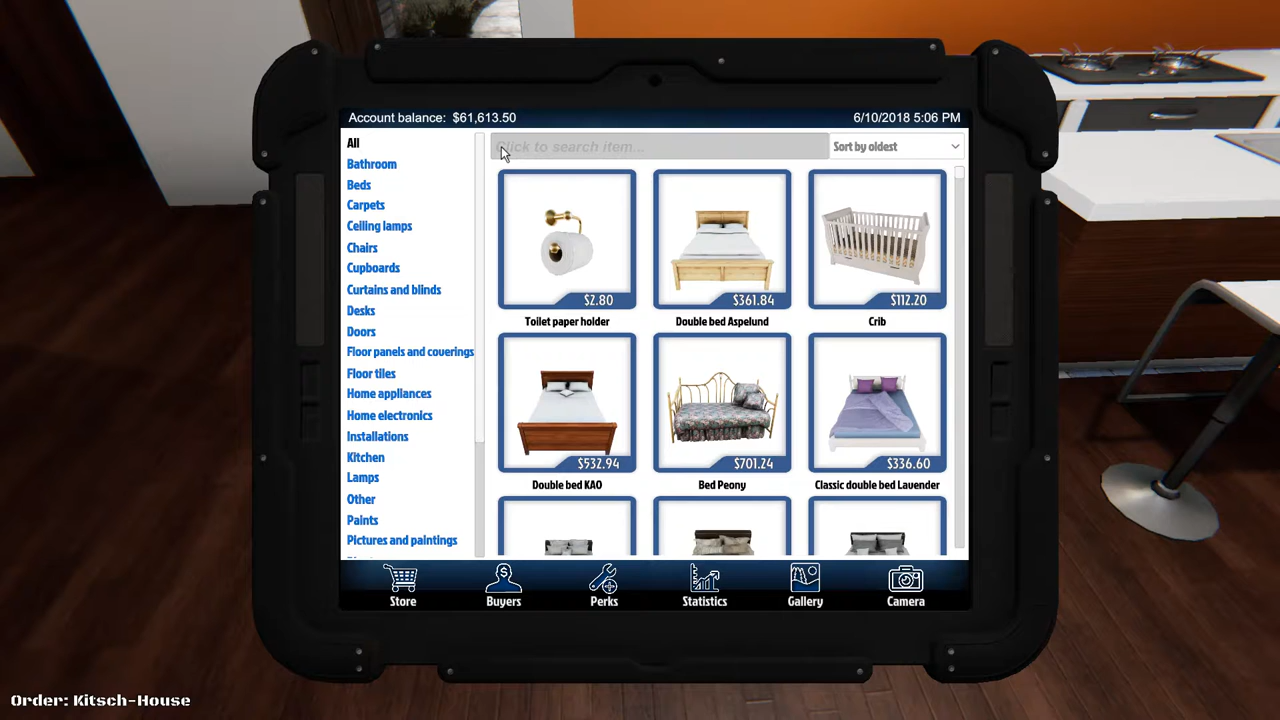 Account balance: $61,613.50
6/10/2018 5:06 PM
All
Bathroom
Beds
Carpets
Ceiling lamps
Chairs
Cupboards
Curtains and blinds
Desks
Doors
Floor panels and coverings
Floor tiles
Home appliances
Home electronics
Installations
Kitchen
Lamps
Other
Paints
Pictures and paintings
Click to search item...
Sort by oldest
$2.80
$361.84
$112.20
Toilet paper holder
Double bed Aspelund
Crib
$532.94
$701.24
$336.60
Double bed KAO
Bed Peony
Classic double bed Lavender
Store
Buyers
Perks
Statistics
Gallery
Camera
Order: Kitsch-House